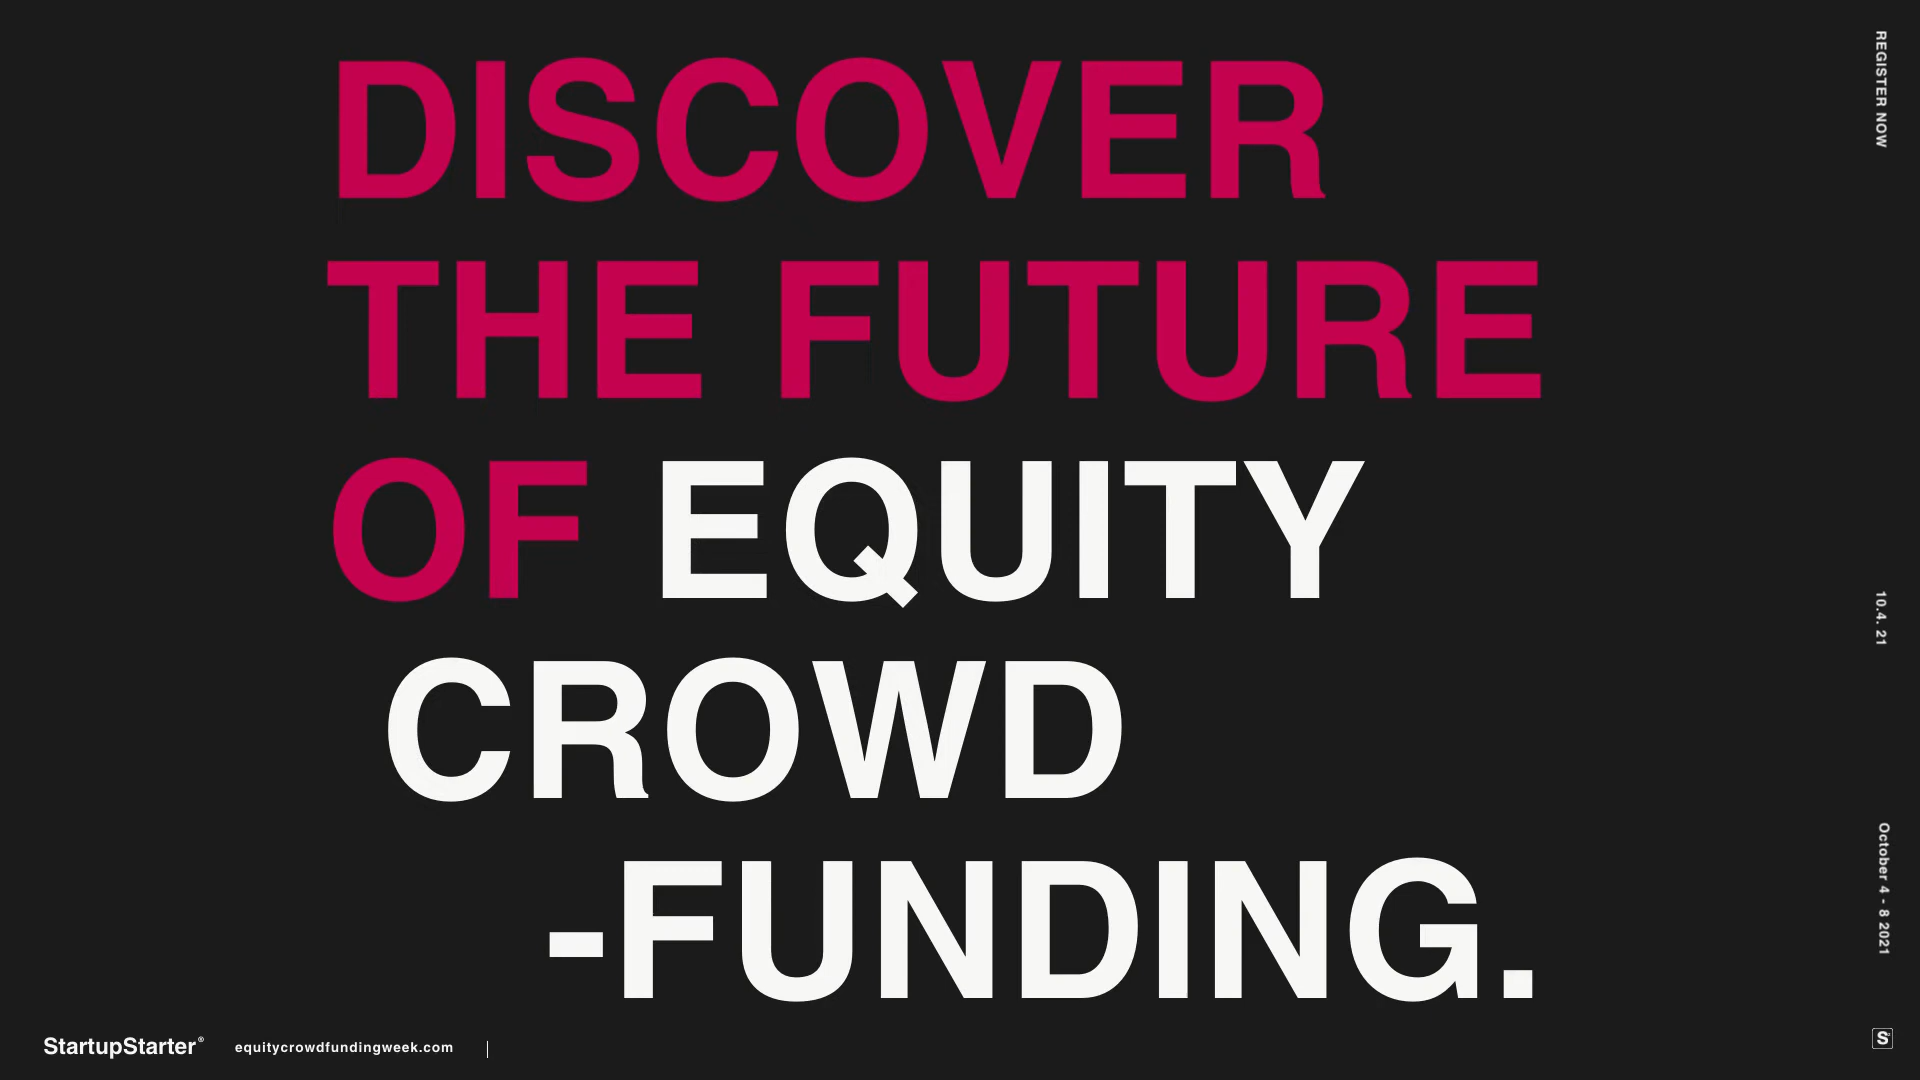 DISCOVER
THE FUTURE
OF EQUITY
CROWD
-FUNDING.
REGISTER NOW
10.4. 21
October 4 - 8 2021
StartupStarter®
equitycrowdfundingweek.com
S